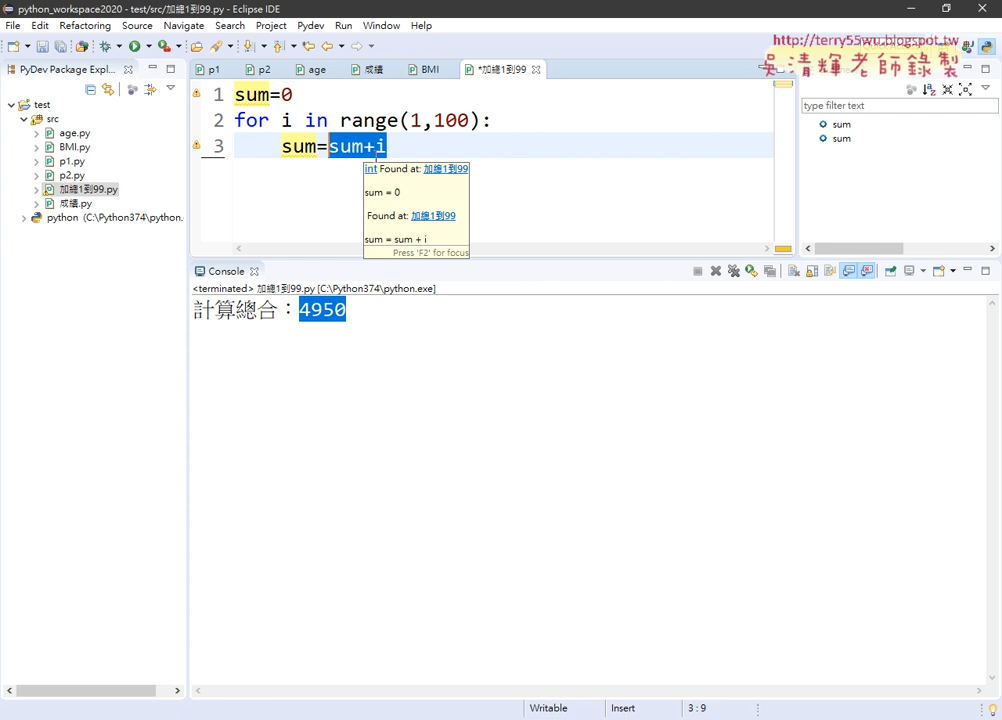 python_workspace2020 - test/src/加總1到99.py - Eclipse IDE
File Edit Refactoring Source Navigate Search Project Pydev Run Window Help
http://terry55wu.blogspot.tw
吳清輝老師錄製
PyDev Package Expl...
p1 p2 age 成績 BMI *加總1到99
test
src
age.py
BMI.py
p1.py
p2.py
加總1到99.py
成績.py
python (C:\Python374\python.
1 sum=0
2 for i in range(1,100):
3 sum=sum+i
int Found at: 加總1到99
sum = 0
Found at: 加總1到99
sum = sum + i
Press 'F2' for focus
type filter text
sum
sum
Console
<terminated> 加總1到99.py [C:\Python374\python.exe]
計算總合：4950
Writable Insert 3 : 9